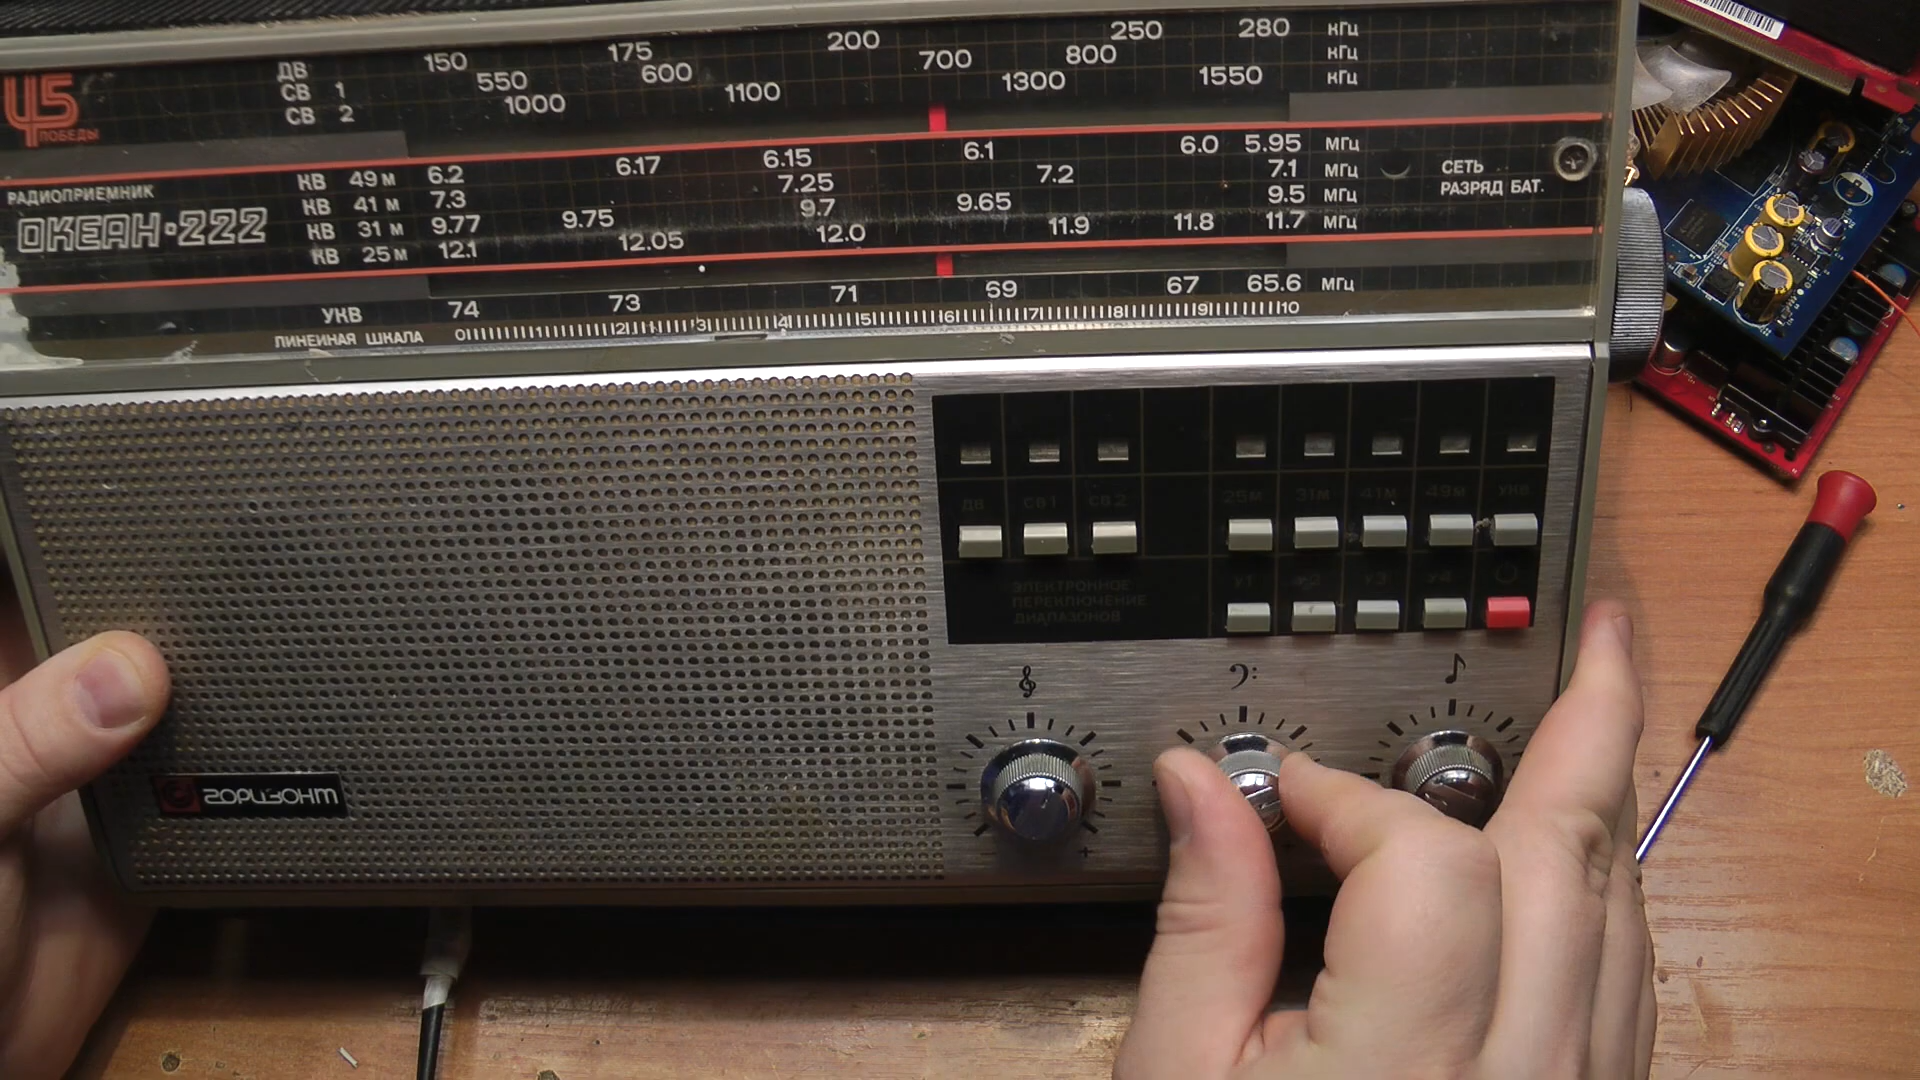 45
ПОБЕДЫ
ДВ 150 175 200 250 280 кГц
СВ 1 550 600 700 800 кГц
СВ 2 1000 1100 1300 1550 кГц
РАДИОПРИЕМНИК
ОКЕАН-222
КВ 49 м 6.2 6.17 6.15 6.1 6.0 5.95 МГц
КВ 41 м 7.3 7.25 7.2 7.1 МГц
КВ 31 м 9.77 9.75 9.7 9.65 9.5 МГц
КВ 25 м 12.1 12.05 12.0 11.9 11.8 11.7 МГц
СЕТЬ
РАЗРЯД БАТ.
УКВ 74 73 71 69 67 65.6 МГц
ЛИНЕЙНАЯ ШКАЛА 0 1 2 3 4 5 6 7 8 9 10
ДВ СВ 1 СВ 2 25м 31м 41м 49м УКВ
ЭЛЕКТРОННОЕ
ПЕРЕКЛЮЧЕНИЕ
ДИАПАЗОНОВ
У1 У2 У3 У4
- +
горизонт